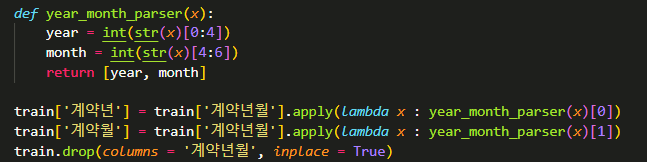 def year_month_parser(x):
    year = int(str(x)[0:4])
    month = int(str(x)[4:6])
    return [year, month]

train['계약년'] = train['계약년월'].apply(lambda x : year_month_parser(x)[0])
train['계약월'] = train['계약년월'].apply(lambda x : year_month_parser(x)[1])
train.drop(columns = '계약년월', inplace = True)